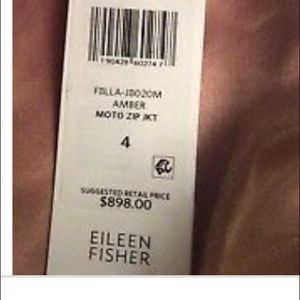 1 90429 60274 7
FBLLA-J8020M
AMBER
MOTO ZIP JKT
4
SUGGESTED RETAIL PRICE
$898.00
EILEEN
FISHER